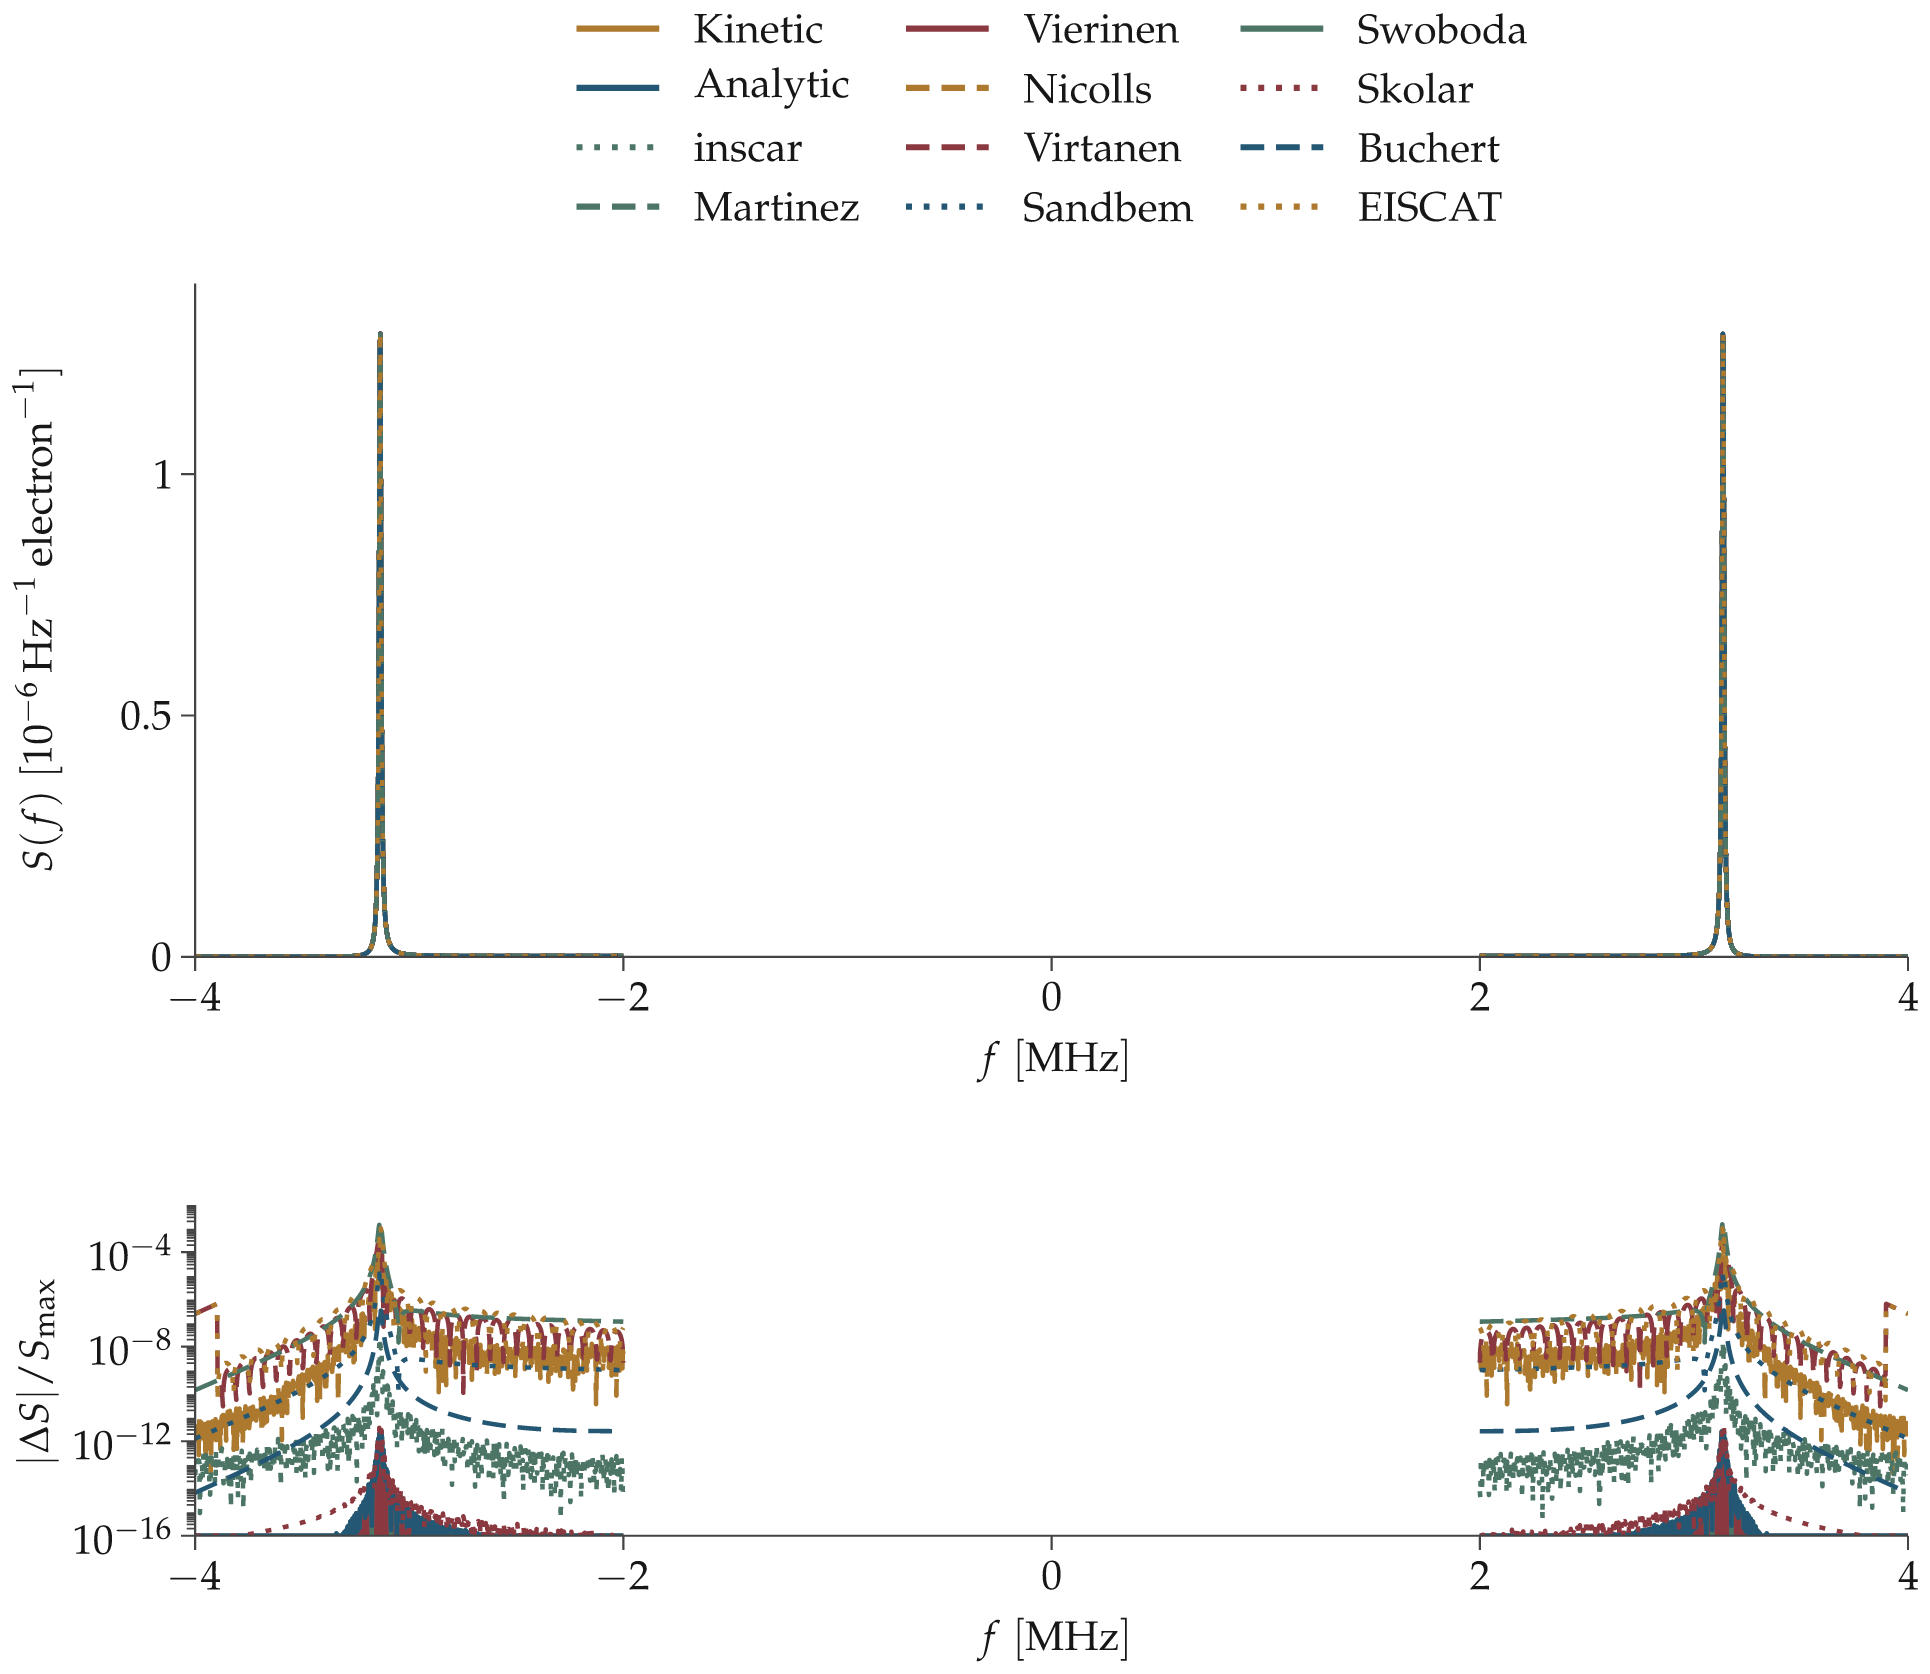 Kinetic Vierinen Swoboda
Analytic Nicolls Skolar
inscar Virtanen Buchert
Martinez Sandbem EISCAT
S(f) [10⁻⁶ Hz⁻¹ electron⁻¹]
1
0.5
0
−4 −2 0 2 4
f [MHz]
|ΔS| / Smax
10⁻⁴
10⁻⁸
10⁻¹²
10⁻¹⁶
−4 −2 0 2 4
f [MHz]